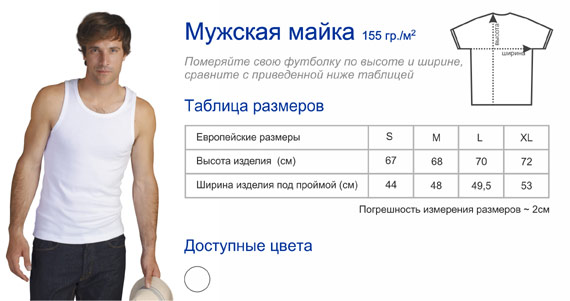 Мужская майка 155 гр./м²
высота
ширина
Померяйте свою футболку по высоте и ширине,
сравните с приведенной ниже таблицей
Таблица размеров
Европейские размеры S M L XL
Высота изделия (см) 67 68 70 72
Ширина изделия под проймой (см) 44 48 49,5 53
Погрешность измерения размеров ~ 2см
Доступные цвета